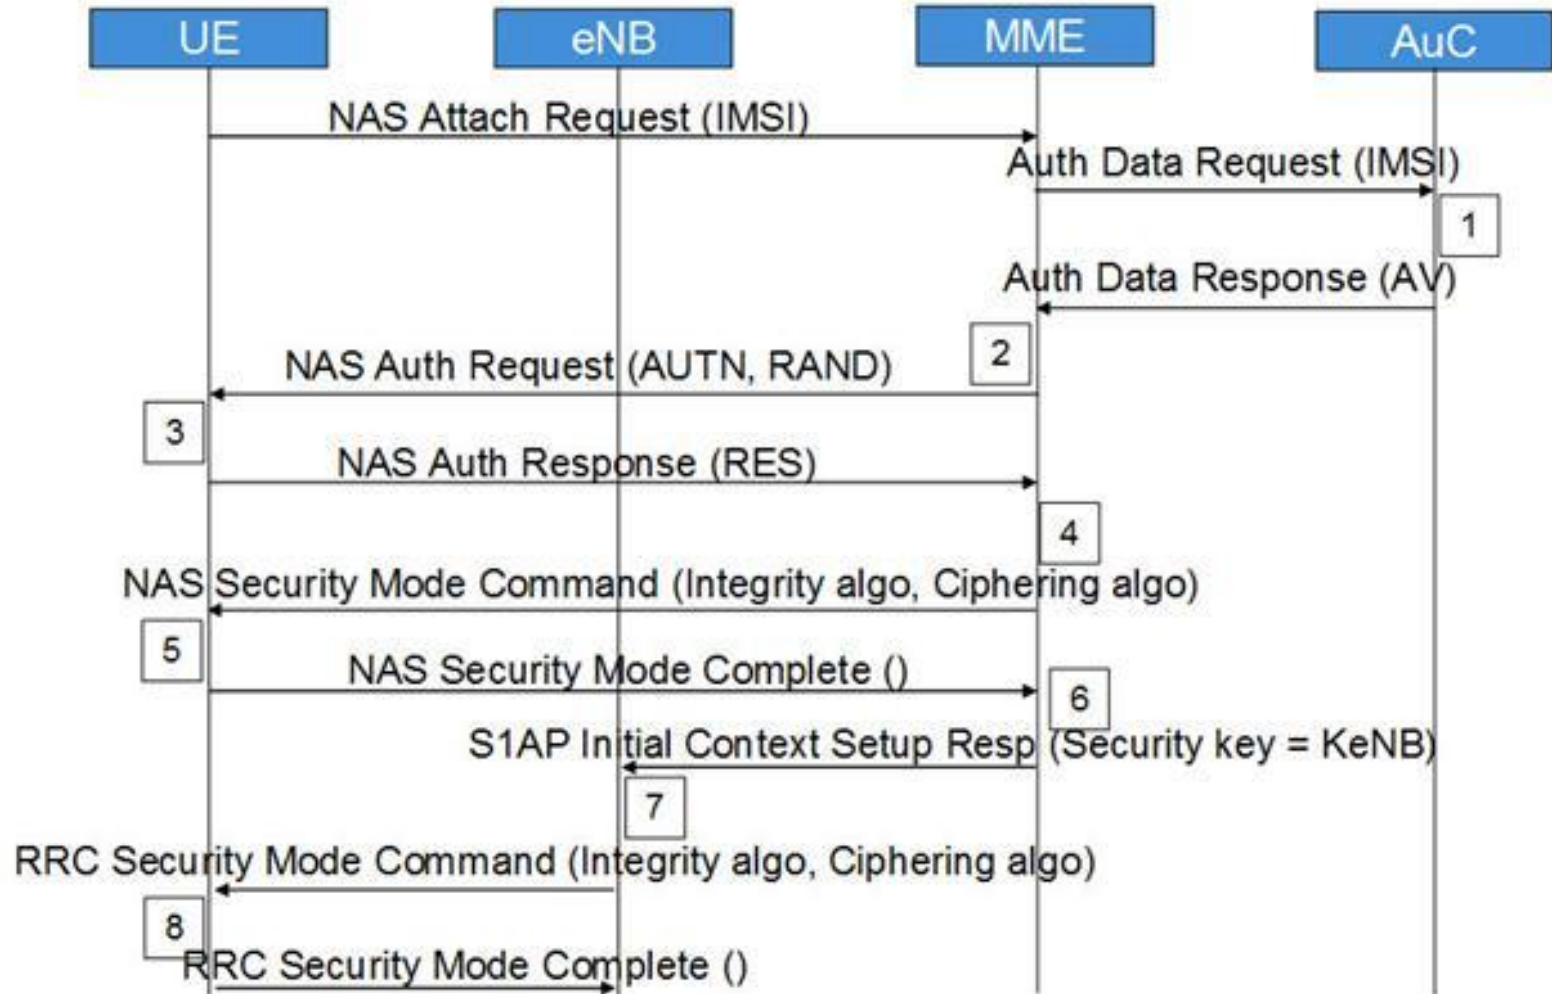 UE
eNB
MME
AuC
NAS Attach Request (IMSI)
Auth Data Request (IMSI)
1
Auth Data Response (AV)
2
NAS Auth Request (AUTN, RAND)
3
NAS Auth Response (RES)
4
NAS Security Mode Command (Integrity algo, Ciphering algo)
5
NAS Security Mode Complete ()
6
S1AP Initial Context Setup Resp (Security key = KeNB)
7
RRC Security Mode Command (Integrity algo, Ciphering algo)
8
RRC Security Mode Complete ()